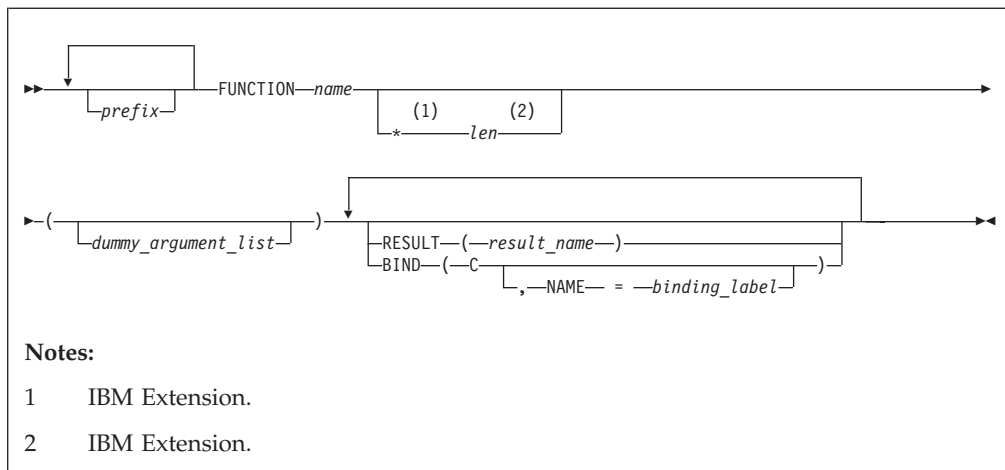 FUNCTION name
prefix
(1) (2)
* len
( ) 
dummy_argument_list
RESULT ( result_name )
BIND ( C )
, NAME = binding_label
Notes:
1 IBM Extension.
2 IBM Extension.